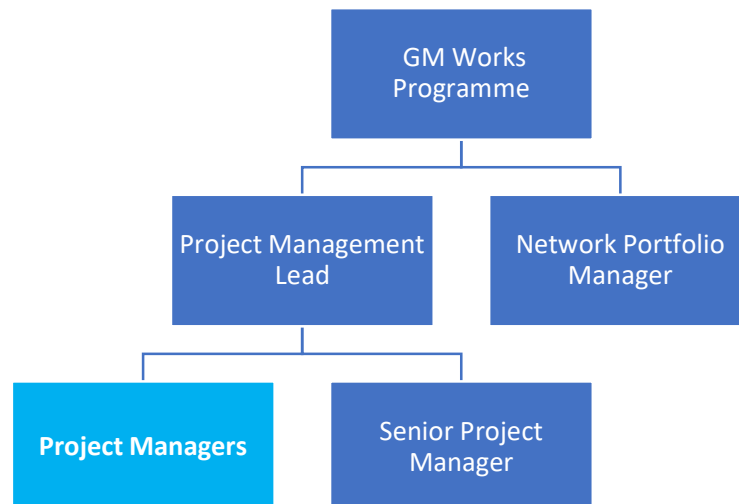 GM Works
Programme
Project Management
Lead
Network Portfolio
Manager
Project Managers
Senior Project
Manager